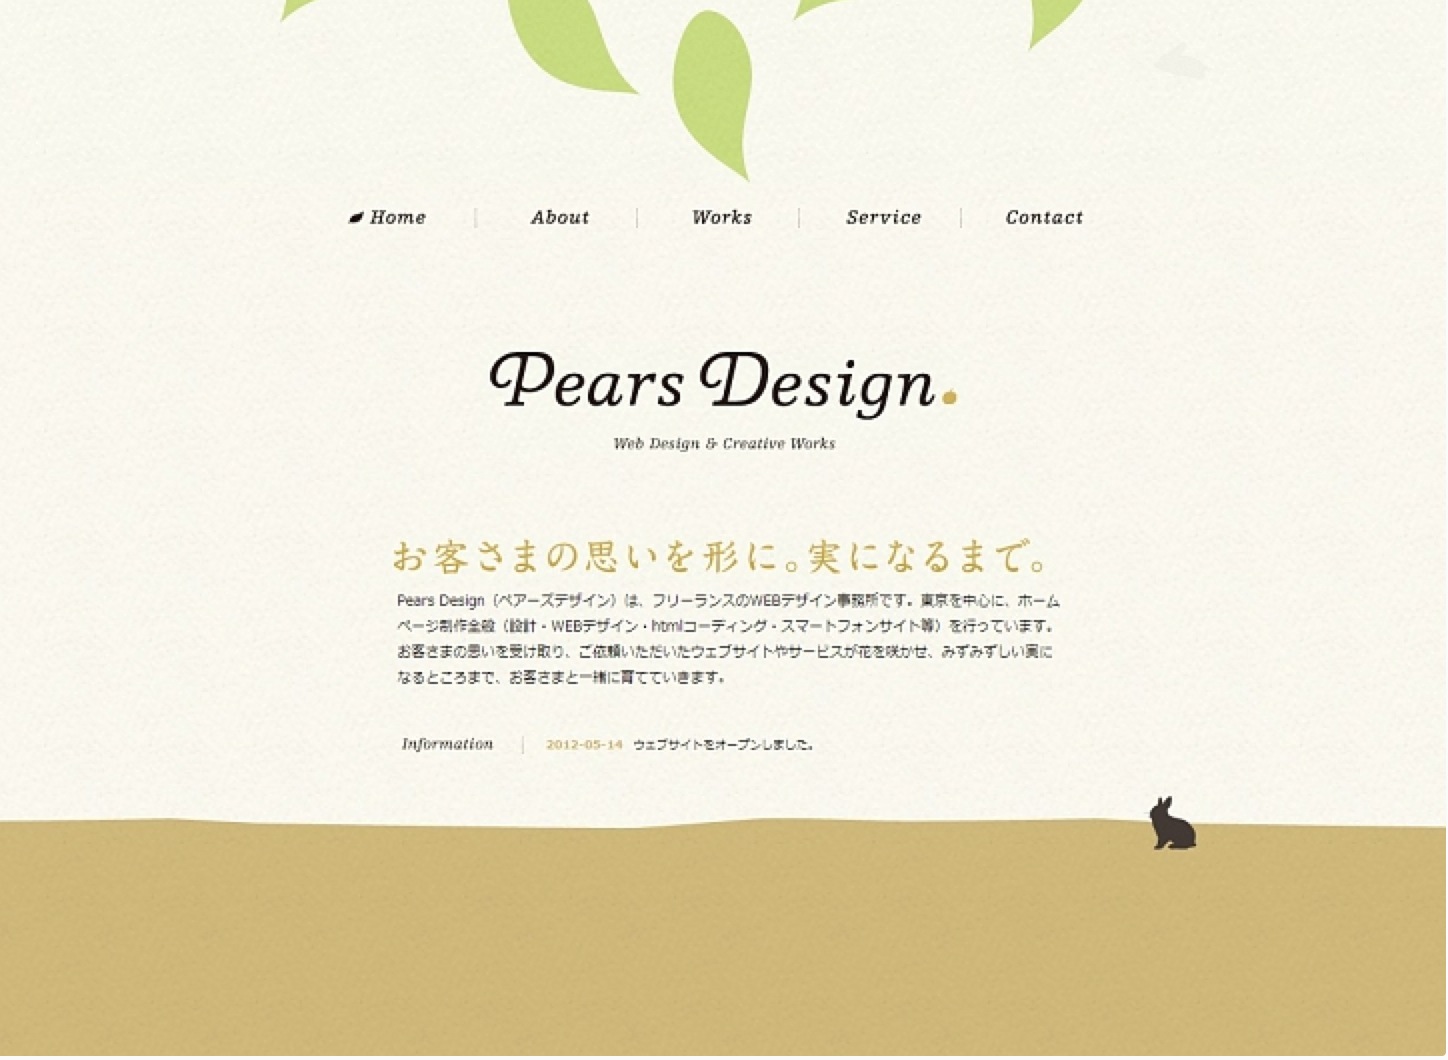 Home About Works Service Contact
Pears Design.
Web Design & Creative Works
お客さまの思いを形に。実になるまで。
Pears Design（ペアーズデザイン）は、フリーランスのWEBデザイン事務所です。東京を中心に、ホーム
ページ制作全般（設計・WEBデザイン・htmlコーディング・スマートフォンサイト等）を行っています。
お客さまの思いを受け取り、ご依頼いただいたウェブサイトやサービスが花を咲かせ、みずみずしい実に
なるところまで、お客さまと一緒に育てていきます。
Information 2012-05-14 ウェブサイトをオープンしました。